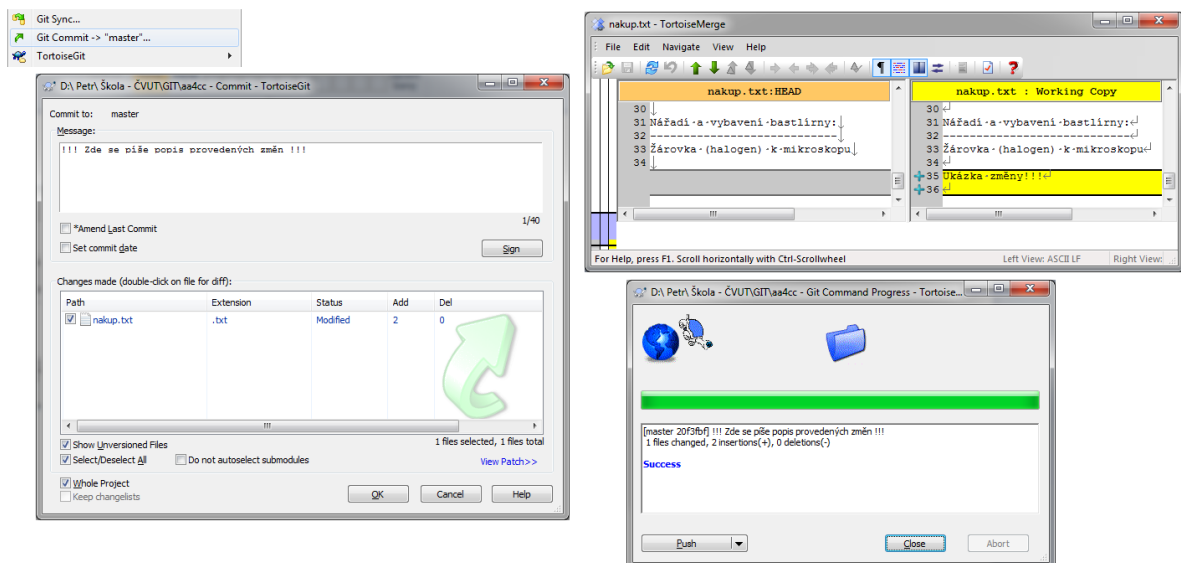 Git Sync...
Git Commit -> "master"...
TortoiseGit
D:\ Petr\ Škola - ČVUT\GIT\aa4cc - Commit - TortoiseGit
Commit to: master
Message:
!!! Zde se píše popis provedených změn !!!
1/40
*Amend Last Commit
Set commit date
Sign
Changes made (double-click on file for diff):
Path Extension Status Add Del
nakup.txt .txt Modified 2 0
Show Unversioned Files
1 files selected, 1 files total
Select/Deselect All Do not autoselect submodules
View Patch>>
Whole Project
Keep changelists
OK Cancel Help
nakup.txt - TortoiseMerge
File Edit Navigate View Help
nakup.txt:HEAD
30
31 Nářadí·a·vybavení·bastlírny:
32 ---------------------
33 Žárovka·(halogen)·k·mikroskopu
34
nakup.txt : Working Copy
30
31 Nářadí·a·vybavení·bastlírny:
32 ---------------------
33 Žárovka·(halogen)·k·mikroskopu
34
35 Ukázka·změny!!!
36
For Help, press F1. Scroll horizontally with Ctrl-Scrollwheel Left View: ASCII LF Right View:
D:\ Petr\ Škola - ČVUT\GIT\aa4cc - Git Command Progress - Tortoise...
[master 20f3fbf] !!! Zde se píše popis provedených změn !!!
1 files changed, 2 insertions(+), 0 deletions(-)
Success
Push Close Abort